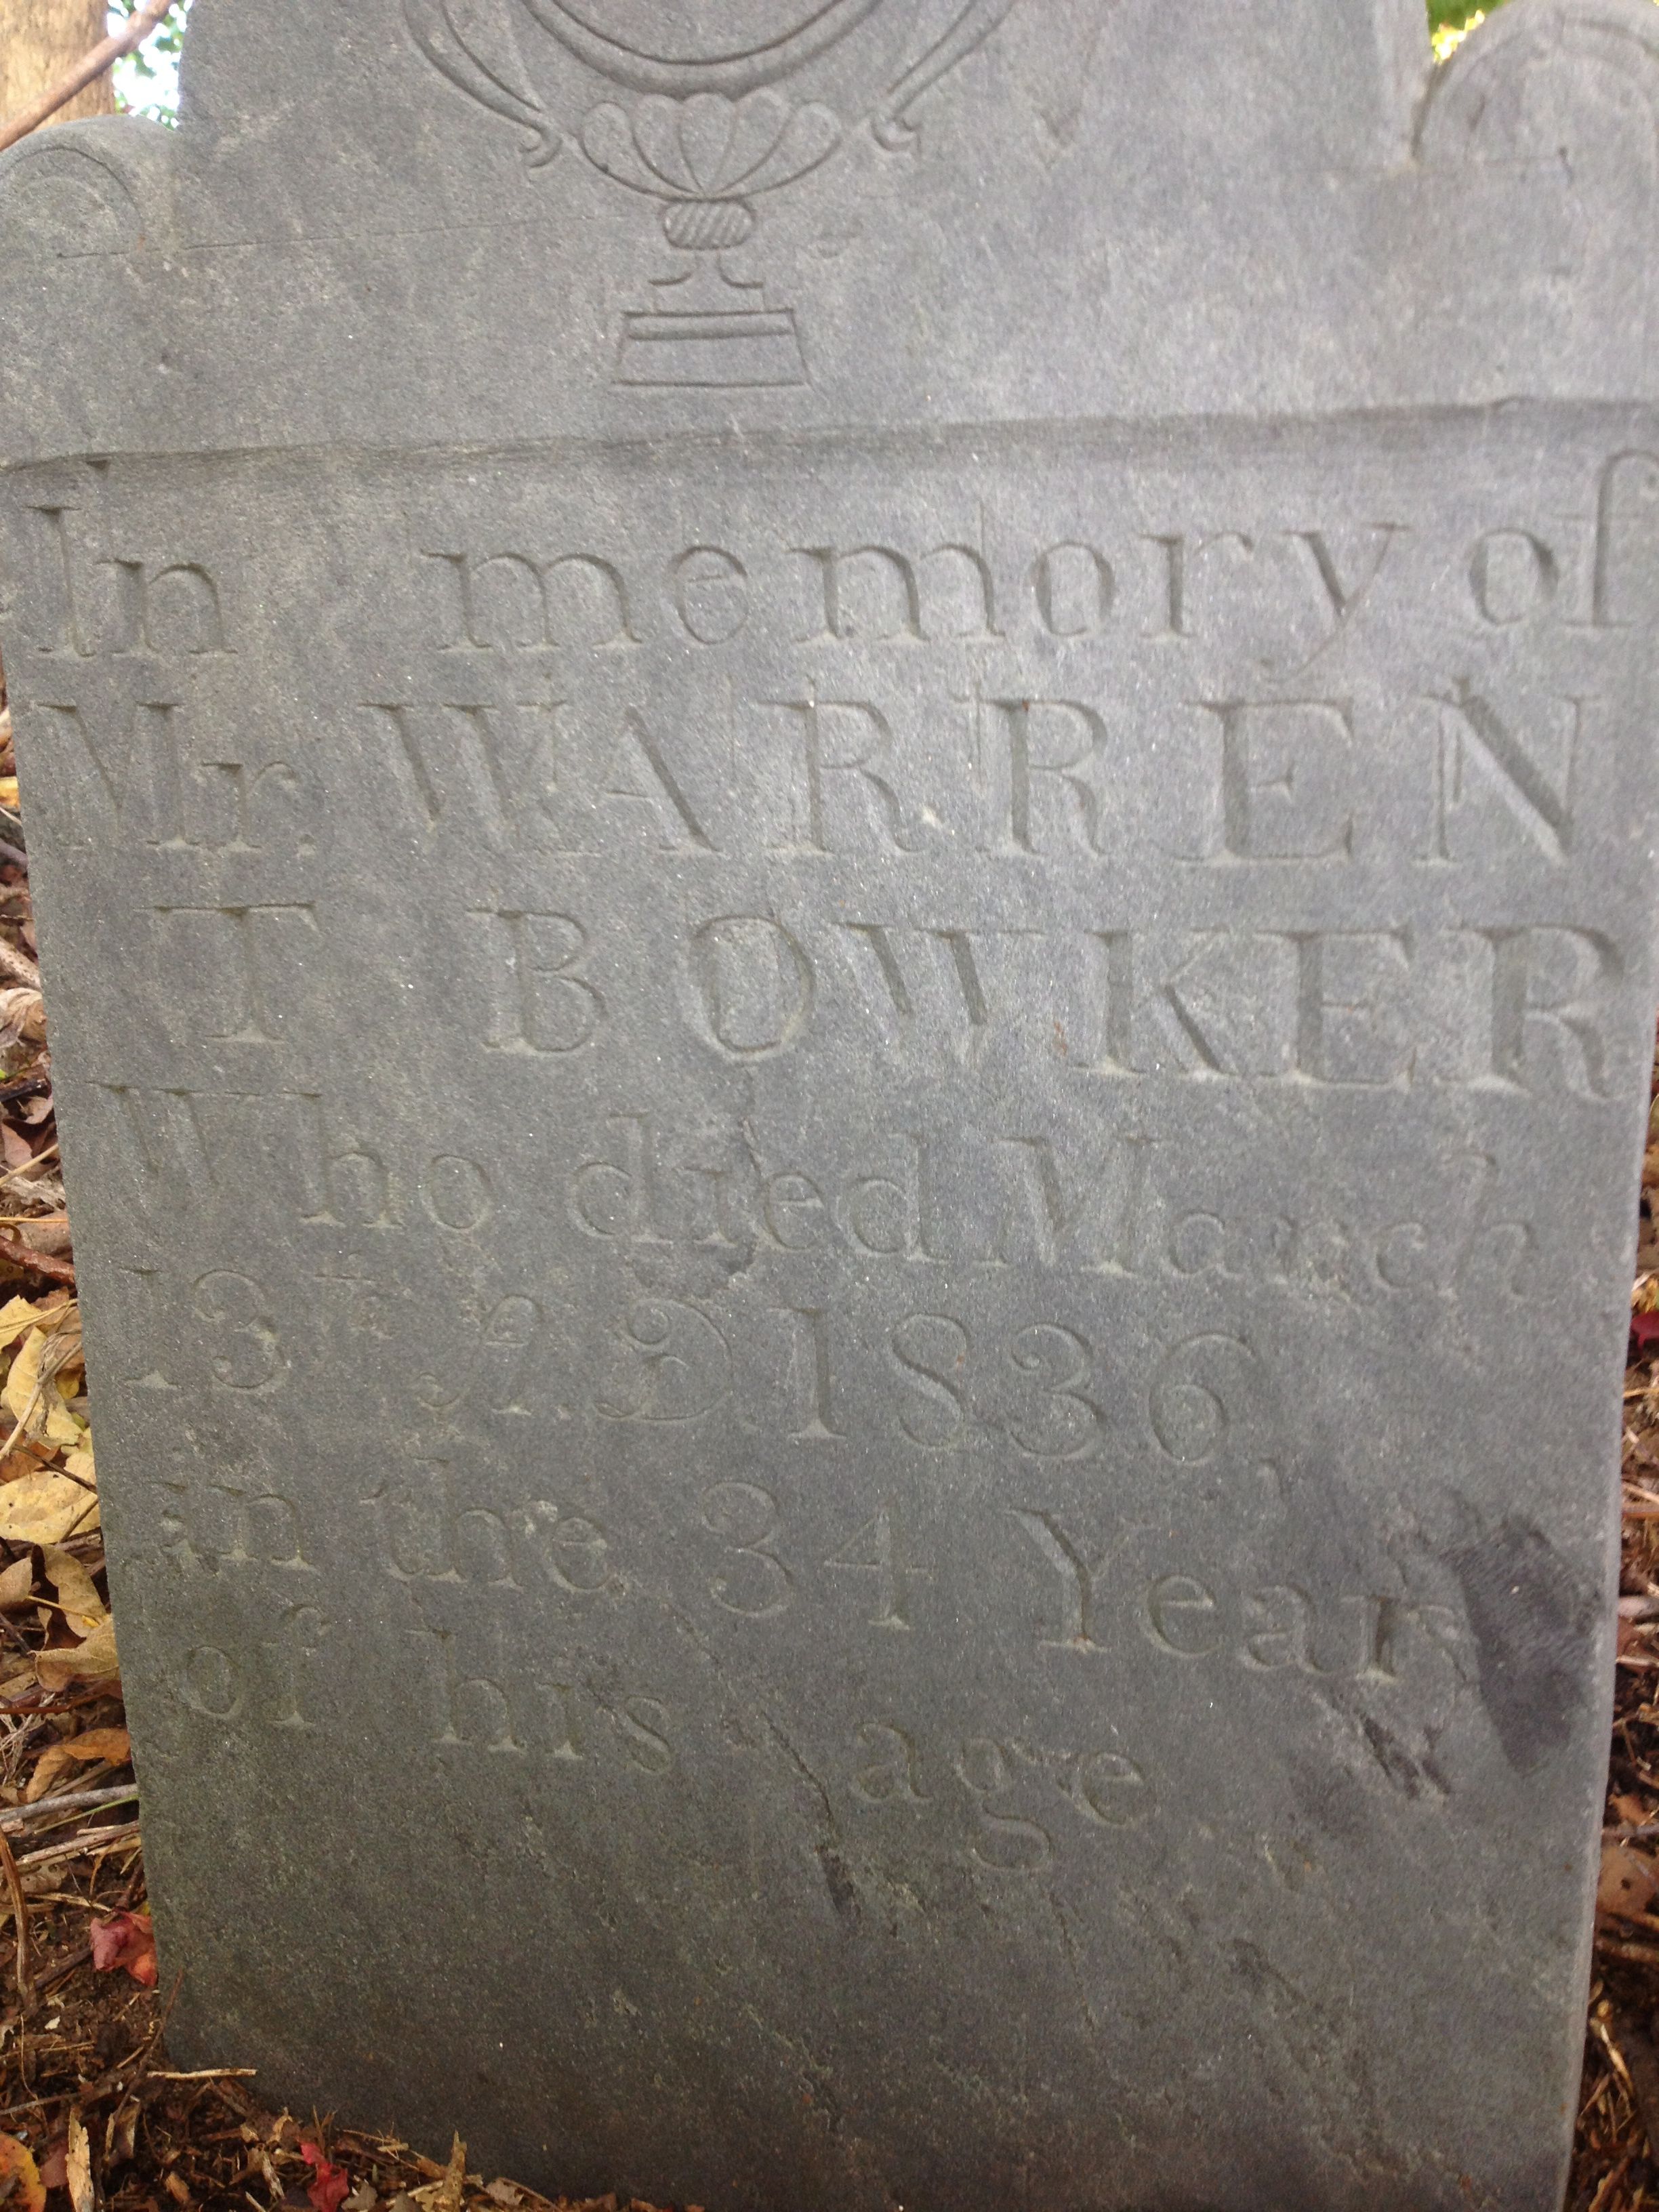 In memory of
Mr. WARREN
T BOWKER
Who died March
13th A. D 1836,
in the 34 Year
of his age